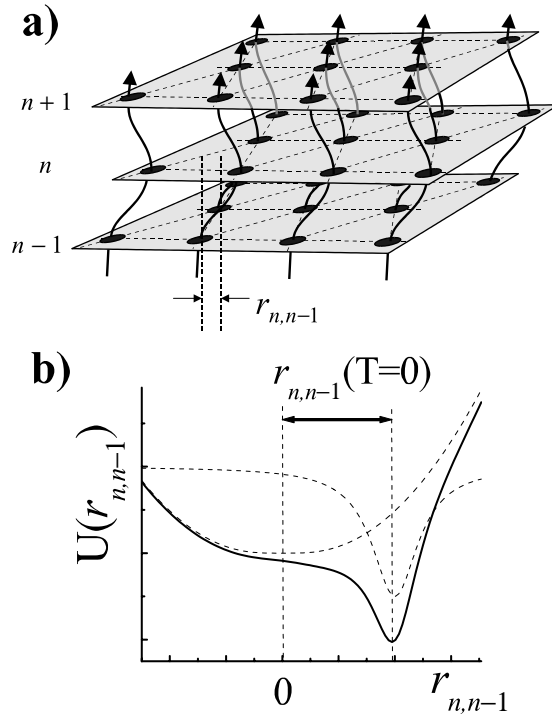 a)
n + 1
n
n − 1
r_{n,n−1}
b)
r_{n,n−1}(T=0)
U(r_{n,n−1})
0
r_{n,n−1}